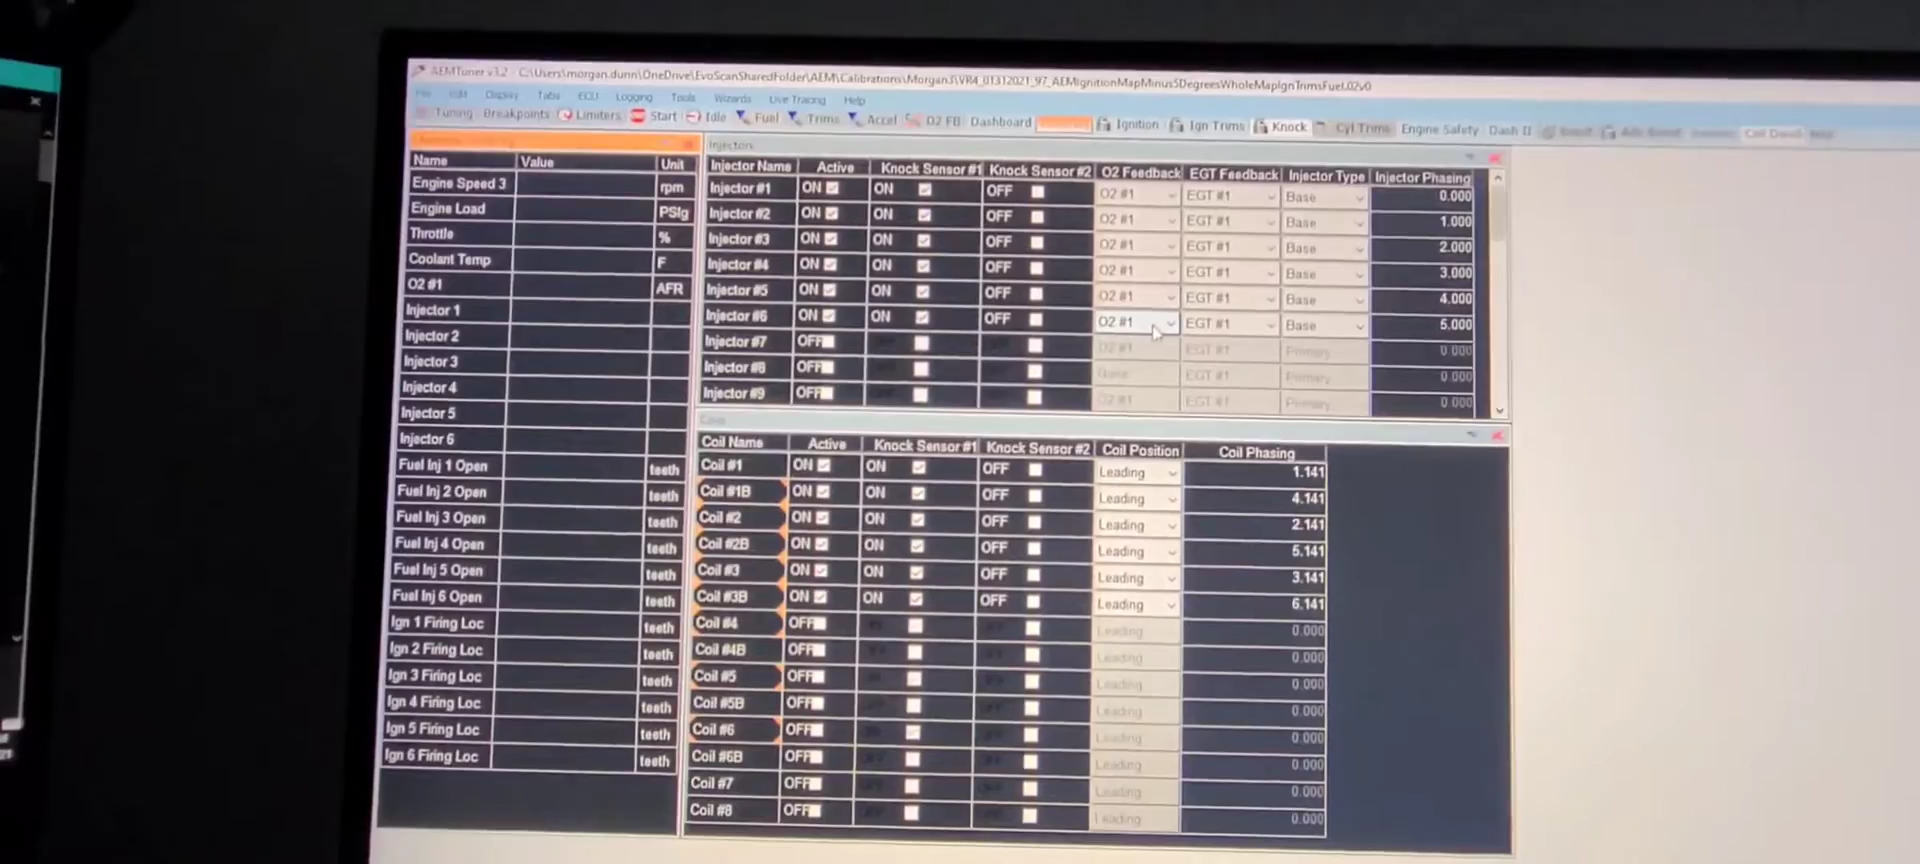 AEMTuner v3.2 - C:\Users\morgan.dunn\OneDrive\EvoScanSharedFolder\AEM\Calibrations\Morgan3\VR4_01312021_97_AEMIgnitionMapMinus5DegreesWholeMapIgnTrimsFuel.02v0
File Edit Display Tabs ECU Logging Tools Wizards Live Tracing Help
Tuning Breakpoints Limiters Start Idle Fuel Trims Accel O2 FB Dashboard Ignition Ign Trims Knock Cyl Trims Engine Safety Dash II
Name Value Unit
Engine Speed 3 rpm
Engine Load PSIg
Throttle %
Coolant Temp F
O2 #1 AFR
Injector 1
Injector 2
Injector 3
Injector 4
Injector 5
Injector 6
Fuel Inj 1 Open teeth
Fuel Inj 2 Open teeth
Fuel Inj 3 Open teeth
Fuel Inj 4 Open teeth
Fuel Inj 5 Open teeth
Fuel Inj 6 Open teeth
Ign 1 Firing Loc teeth
Ign 2 Firing Loc teeth
Ign 3 Firing Loc teeth
Ign 4 Firing Loc teeth
Ign 5 Firing Loc teeth
Ign 6 Firing Loc teeth
Injectors
Injector Name Active Knock Sensor #1 Knock Sensor #2 O2 Feedback EGT Feedback Injector Type Injector Phasing
Injector #1 ON ON OFF O2 #1 EGT #1 Base 0.000
Injector #2 ON ON OFF O2 #1 EGT #1 Base 1.000
Injector #3 ON ON OFF O2 #1 EGT #1 Base 2.000
Injector #4 ON ON OFF O2 #1 EGT #1 Base 3.000
Injector #5 ON ON OFF O2 #1 EGT #1 Base 4.000
Injector #6 ON ON OFF O2 #1 EGT #1 Base 5.000
Injector #7 OFF O2 #1 EGT #1 Primary 0.000
Injector #8 OFF EGT #1 Primary 0.000
Injector #9 OFF O2 #1 EGT #1 Primary 0.000
Coil Name Active Knock Sensor #1 Knock Sensor #2 Coil Position Coil Phasing
Coil #1 ON ON OFF Leading 1.141
Coil #1B ON ON OFF Leading 4.141
Coil #2 ON ON OFF Leading 2.141
Coil #2B ON ON OFF Leading 5.141
Coil #3 ON ON OFF Leading 3.141
Coil #3B ON ON OFF Leading 6.141
Coil #4 OFF Leading 0.000
Coil #4B OFF Leading 0.000
Coil #5 OFF Leading 0.000
Coil #5B OFF Leading 0.000
Coil #6 OFF Leading 0.000
Coil #6B OFF Leading 0.000
Coil #7 OFF Leading 0.000
Coil #8 OFF Leading 0.000